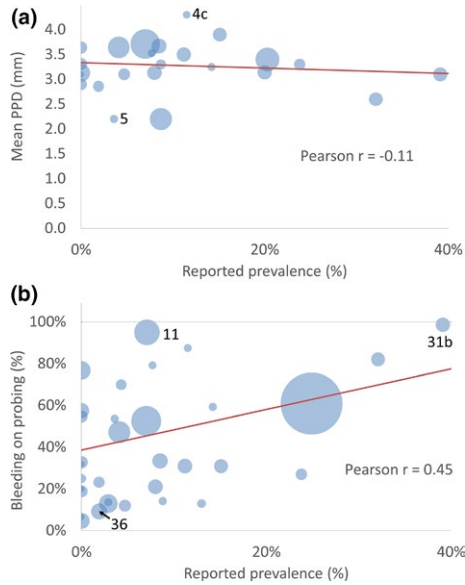 (a)
4.0
3.5
3.0
2.5
2.0
1.5
1.0
0.5
0.0
Mean PPD (mm)
4c
5
Pearson r = -0.11
0%
20%
40%
Reported prevalence (%)
(b)
100%
80%
60%
40%
20%
0%
Bleeding on probing (%)
11
31b
Pearson r = 0.45
36
0%
20%
40%
Reported prevalence (%)